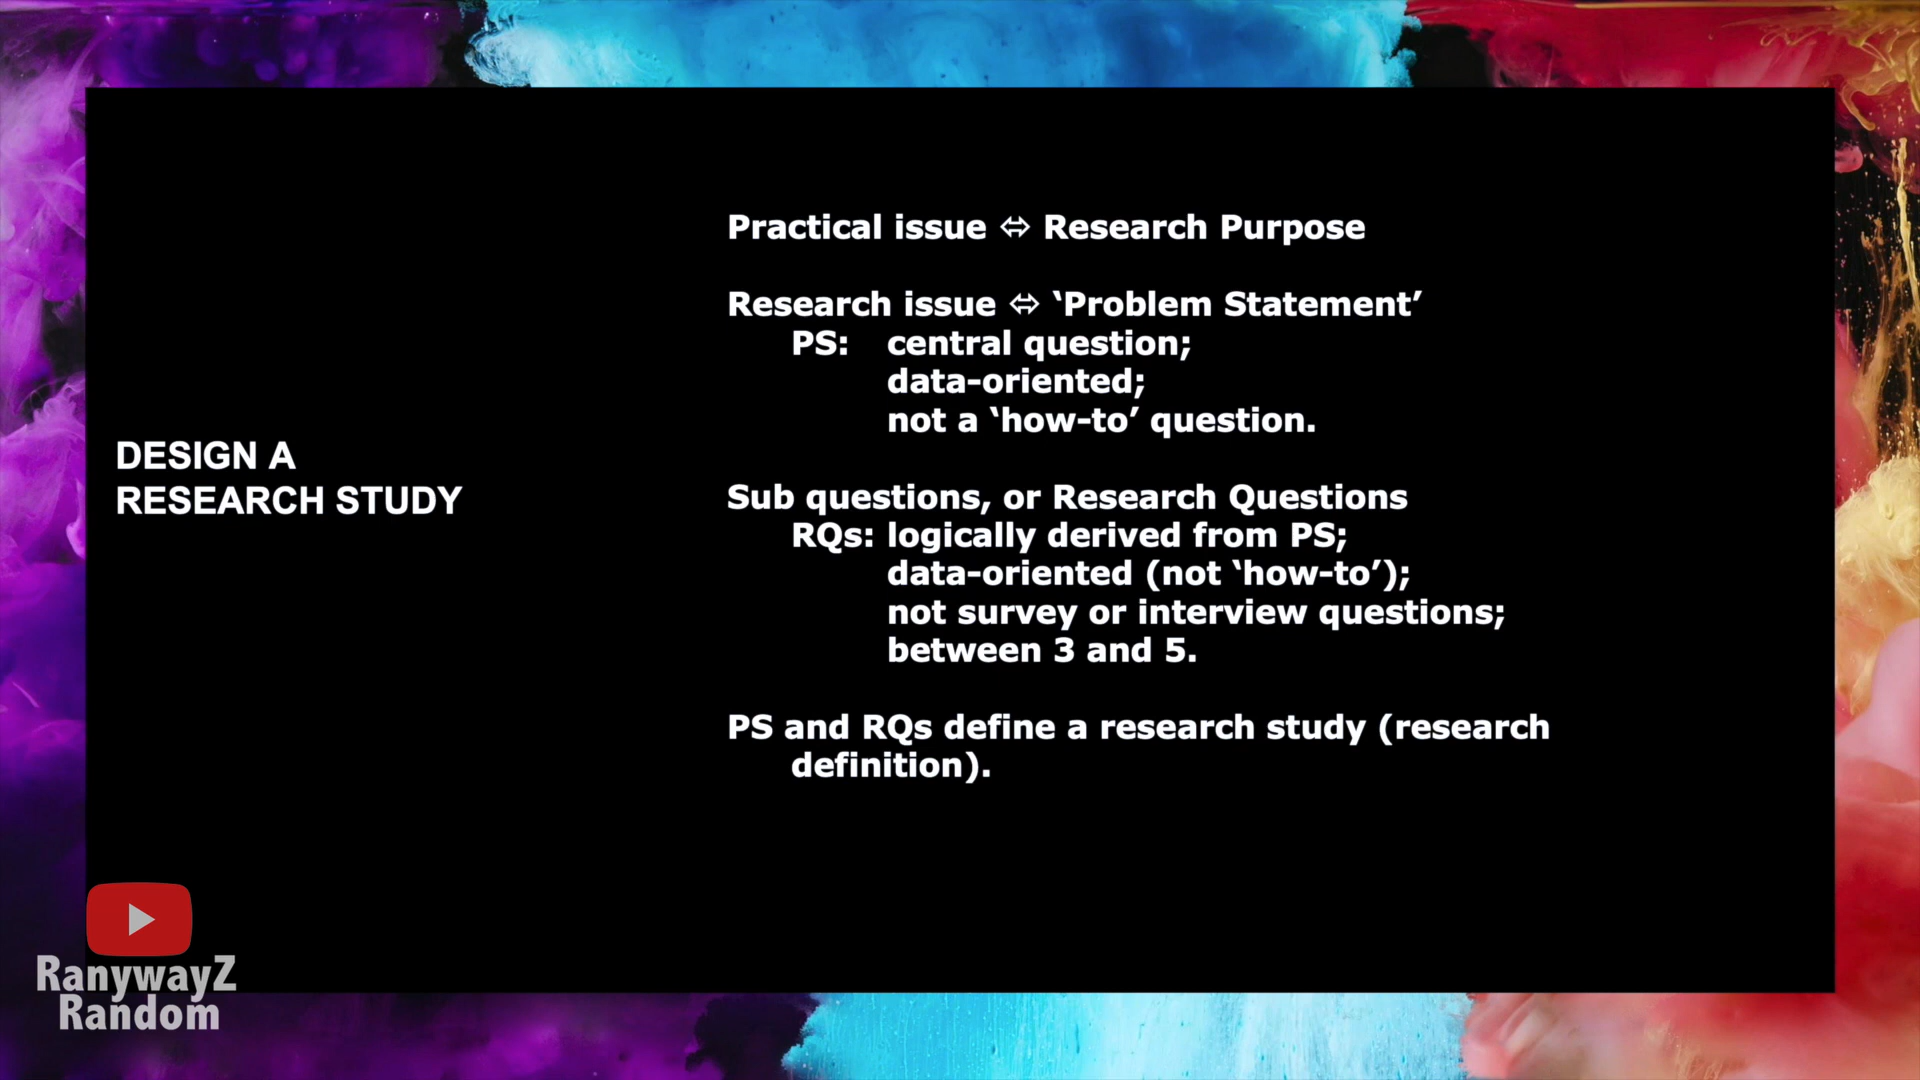 DESIGN A
RESEARCH STUDY
Practical issue ⬄ Research Purpose
Research issue ⬄ ‘Problem Statement’
PS: central question;
data-oriented;
not a ‘how-to’ question.
Sub questions, or Research Questions
RQs: logically derived from PS;
data-oriented (not ‘how-to’);
not survey or interview questions;
between 3 and 5.
PS and RQs define a research study (research
definition).
RanywayZ
Random